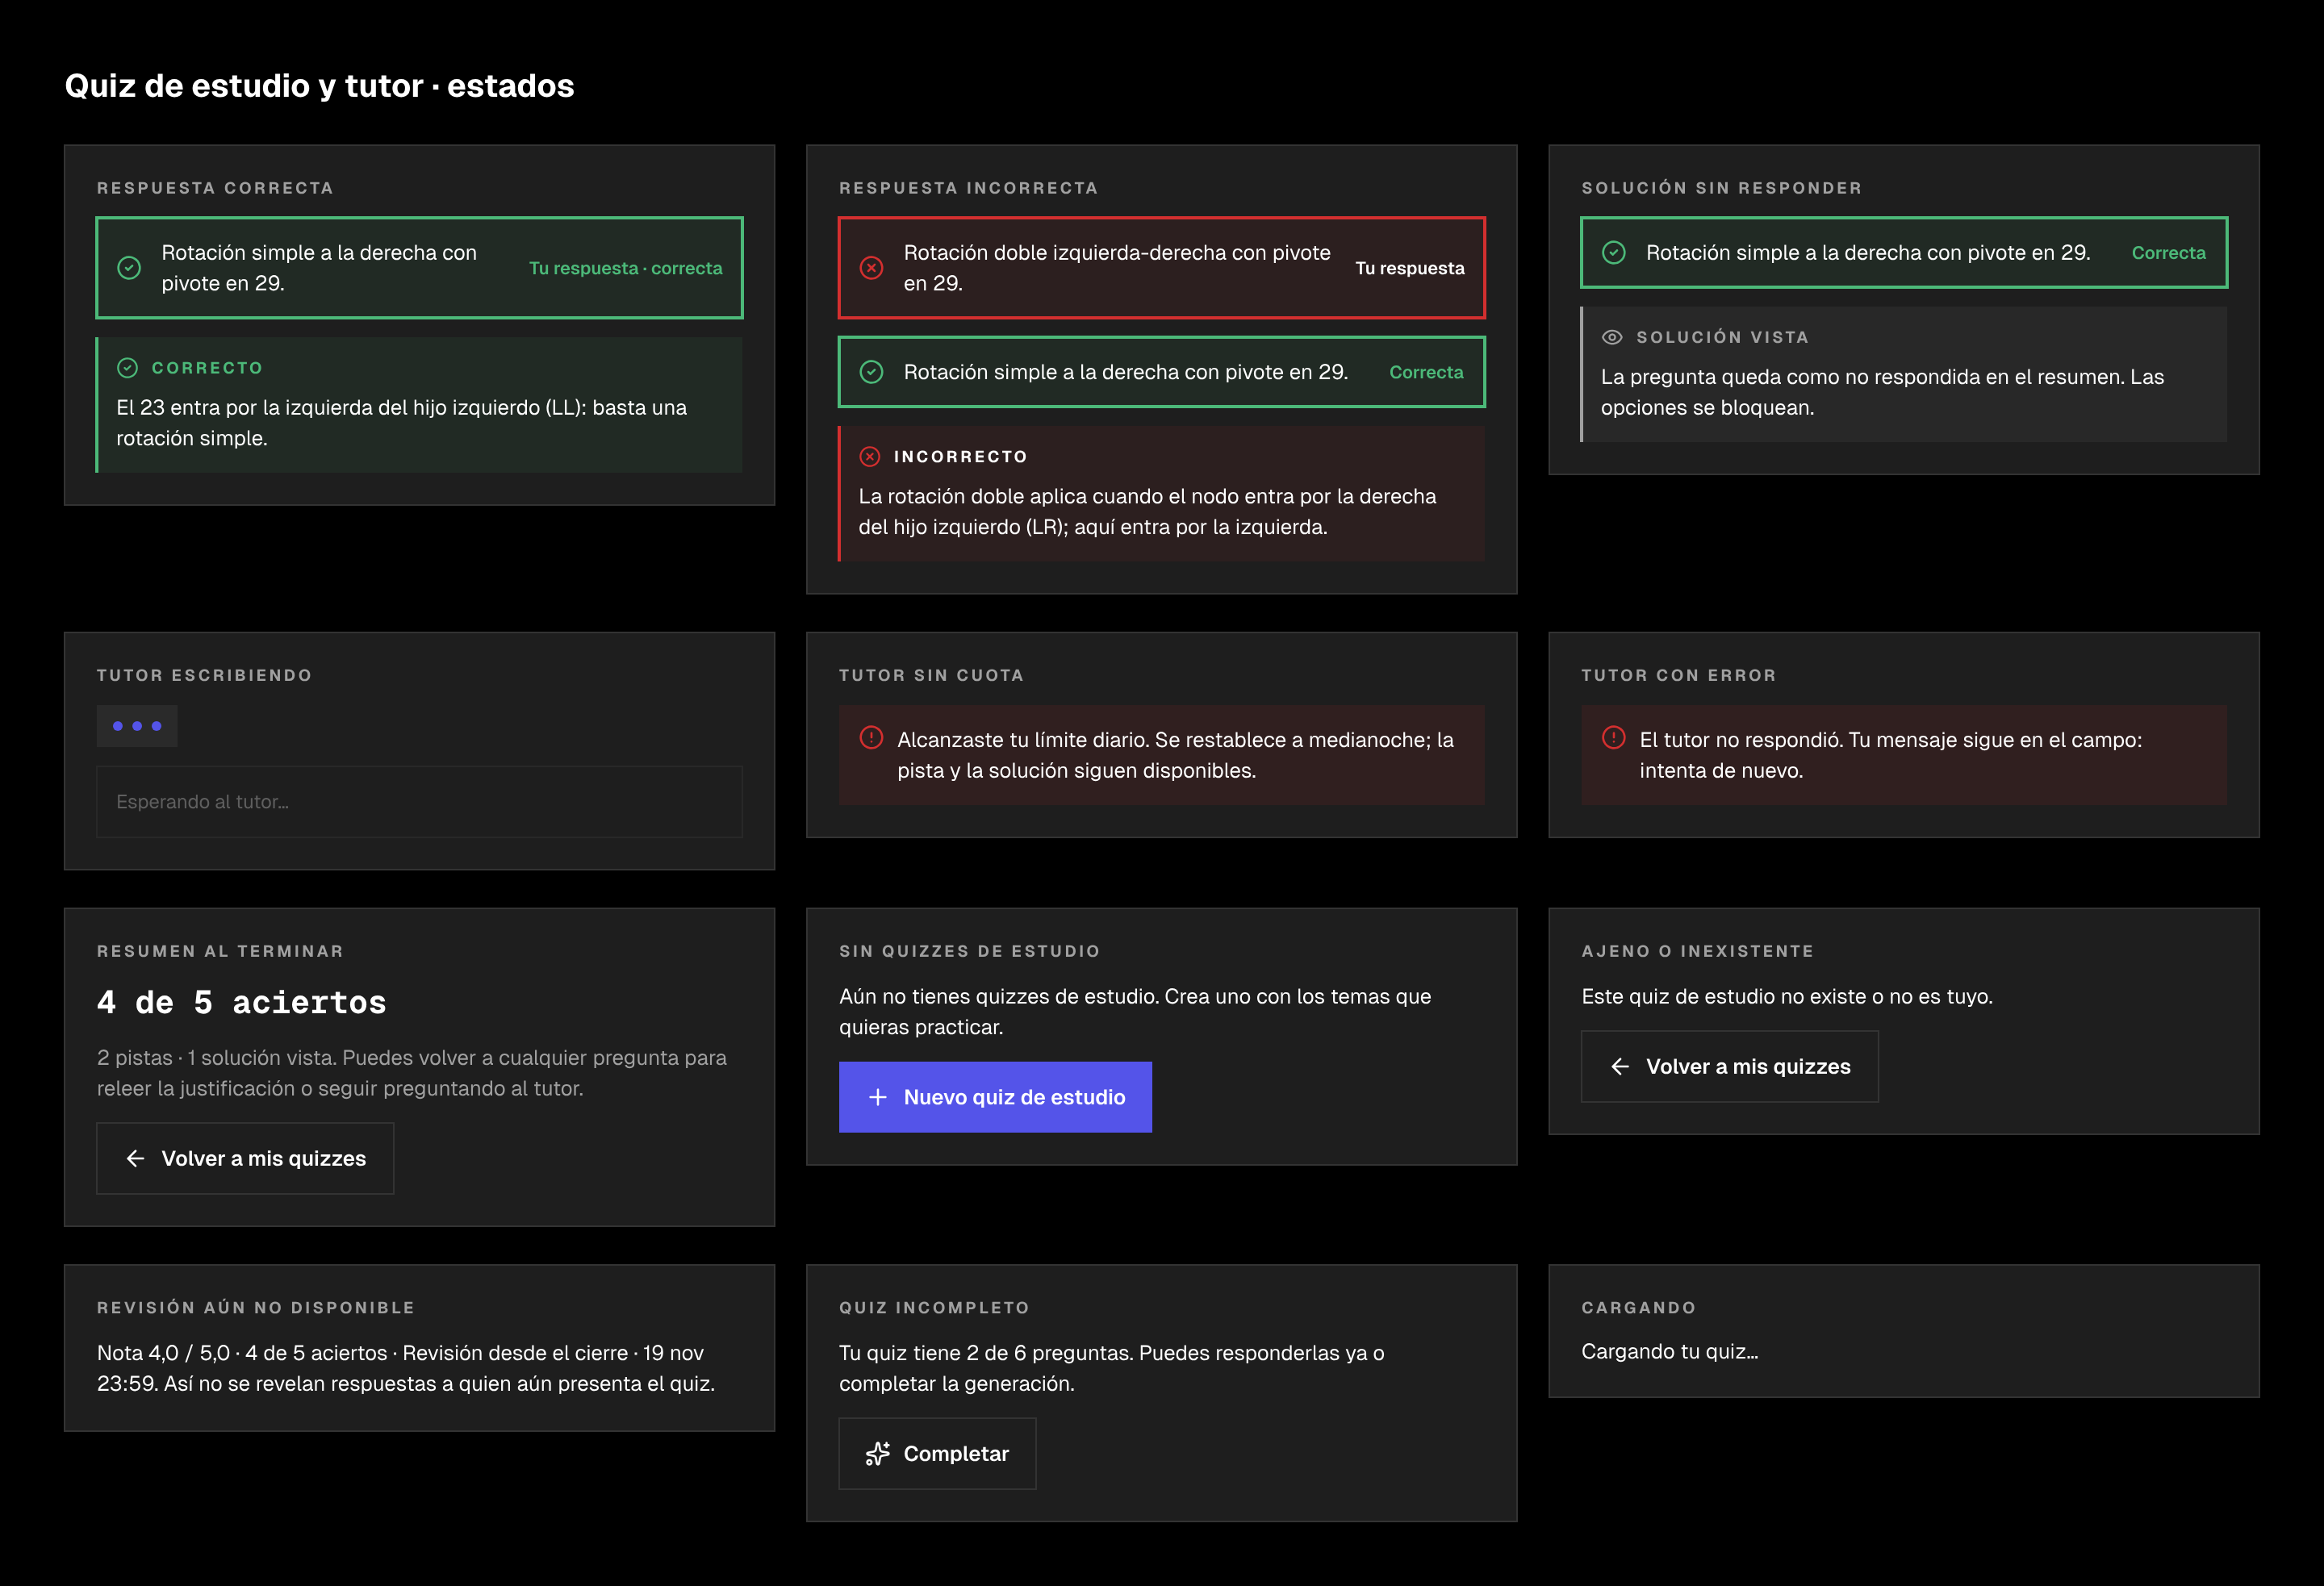 Quiz de estudio y tutor · estados
RESPUESTA CORRECTA
Rotación simple a la derecha con
pivote en 29.
Tu respuesta · correcta
CORRECTO
El 23 entra por la izquierda del hijo izquierdo (LL): basta una
rotación simple.
RESPUESTA INCORRECTA
Rotación doble izquierda-derecha con pivote
en 29.
Tu respuesta
Rotación simple a la derecha con pivote en 29.
Correcta
INCORRECTO
La rotación doble aplica cuando el nodo entra por la derecha
del hijo izquierdo (LR); aquí entra por la izquierda.
SOLUCIÓN SIN RESPONDER
Rotación simple a la derecha con pivote en 29.
Correcta
SOLUCIÓN VISTA
La pregunta queda como no respondida en el resumen. Las
opciones se bloquean.
TUTOR ESCRIBIENDO
Esperando al tutor…
TUTOR SIN CUOTA
Alcanzaste tu límite diario. Se restablece a medianoche; la
pista y la solución siguen disponibles.
TUTOR CON ERROR
El tutor no respondió. Tu mensaje sigue en el campo:
intenta de nuevo.
RESUMEN AL TERMINAR
4 de 5 aciertos
2 pistas · 1 solución vista. Puedes volver a cualquier pregunta para
releer la justificación o seguir preguntando al tutor.
Volver a mis quizzes
SIN QUIZZES DE ESTUDIO
Aún no tienes quizzes de estudio. Crea uno con los temas que
quieras practicar.
Nuevo quiz de estudio
AJENO O INEXISTENTE
Este quiz de estudio no existe o no es tuyo.
Volver a mis quizzes
REVISIÓN AÚN NO DISPONIBLE
Nota 4,0 / 5,0 · 4 de 5 aciertos · Revisión desde el cierre · 19 nov
23:59. Así no se revelan respuestas a quien aún presenta el quiz.
QUIZ INCOMPLETO
Tu quiz tiene 2 de 6 preguntas. Puedes responderlas ya o
completar la generación.
Completar
CARGANDO
Cargando tu quiz…